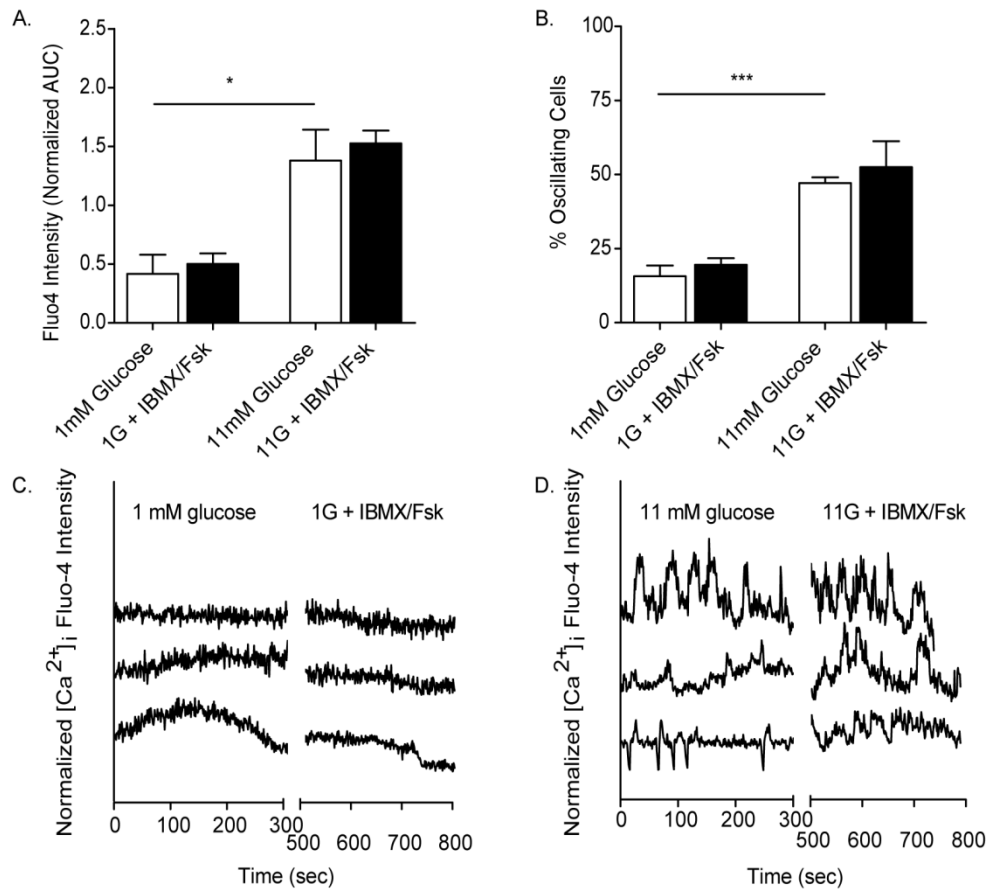 A.
Fluo4 Intensity (Normalized AUC)
2.5
2.0
1.5
1.0
0.5
0.0
*
1mM Glucose
1G + IBMX/Fsk
11mM Glucose
11G + IBMX/Fsk
B.
% Oscillating Cells
100
75
50
25
0
***
1mM Glucose
1G + IBMX/Fsk
11mM Glucose
11G + IBMX/Fsk
C.
Normalized [Ca 2+]i Fluo-4 Intensity
1 mM glucose
1G + IBMX/Fsk
0 100 200 300
500 600 700 800
Time (sec)
D.
Normalized [Ca 2+]i Fluo-4 Intensity
11 mM glucose
11G + IBMX/Fsk
0 100 200 300
500 600 700 800
Time (sec)